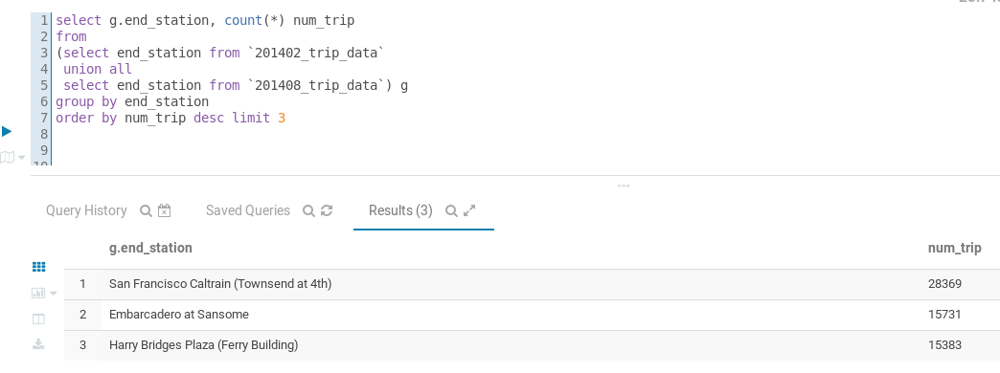 1 select g.end_station, count(*) num_trip
2 from
3 (select end_station from `201402_trip_data`
4 union all
5 select end_station from `201408_trip_data`) g
6 group by end_station
7 order by num_trip desc limit 3
8
9
10
Query History Saved Queries Results (3)
g.end_station num_trip
1 San Francisco Caltrain (Townsend at 4th) 28369
2 Embarcadero at Sansome 15731
3 Harry Bridges Plaza (Ferry Building) 15383